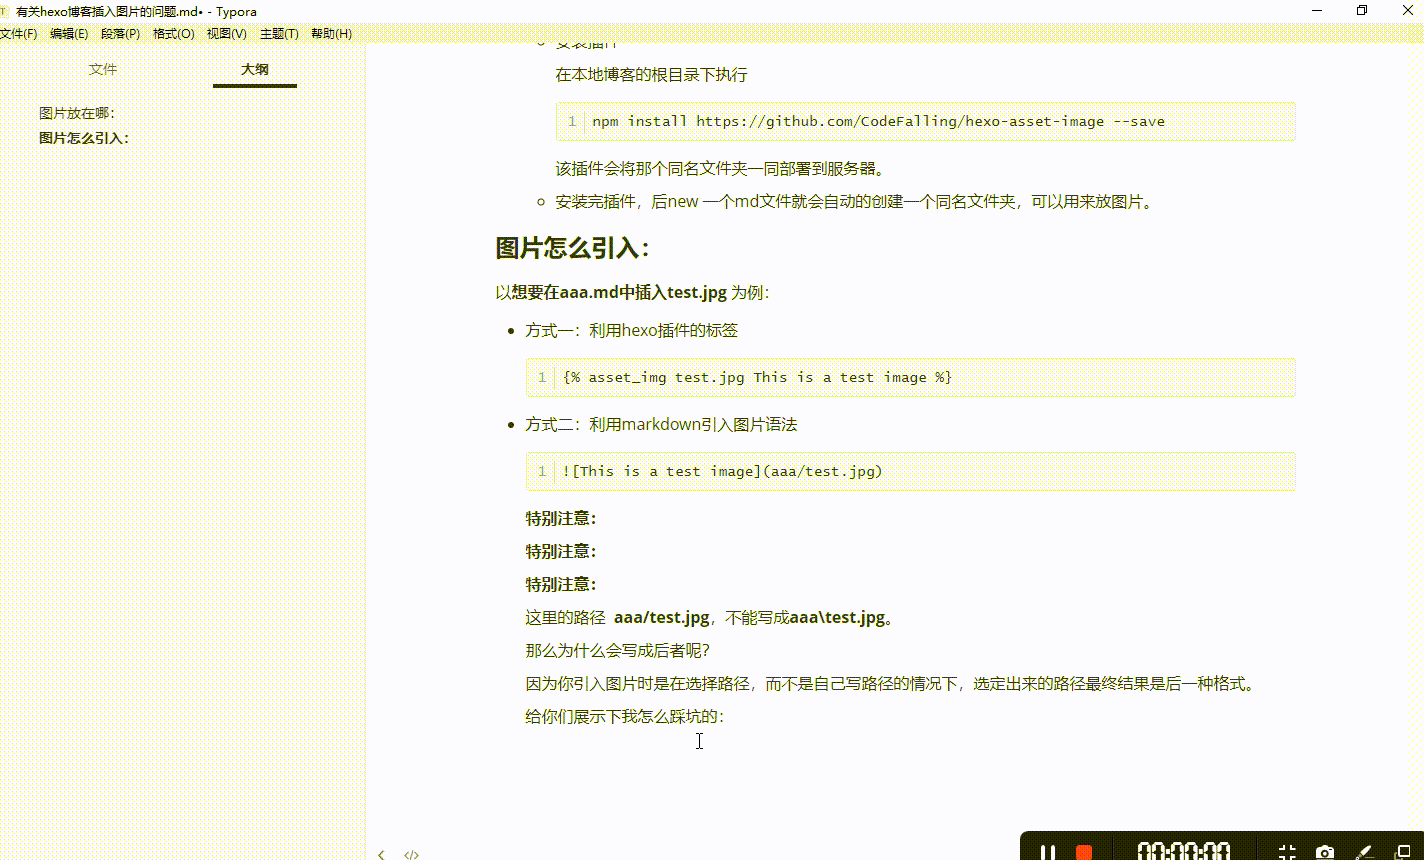 有关hexo博客插入图片的问题.md• - Typora
文件(F) 编辑(E) 段落(P) 格式(O) 视图(V) 主题(T) 帮助(H)
文件 大纲
图片放在哪：
图片怎么引入：
安装插件
在本地博客的根目录下执行
1 npm install https://github.com/CodeFalling/hexo-asset-image --save
该插件会将那个同名文件夹一同部署到服务器。
安装完插件，后new 一个md文件就会自动的创建一个同名文件夹，可以用来放图片。
图片怎么引入：
以想要在aaa.md中插入test.jpg 为例：
方式一：利用hexo插件的标签
1 {% asset_img test.jpg This is a test image %}
方式二：利用markdown引入图片语法
1 ![This is a test image](aaa/test.jpg)
特别注意：
特别注意：
特别注意：
这里的路径 aaa/test.jpg，不能写成aaa\test.jpg。
那么为什么会写成后者呢？
因为你引入图片时是在选择路径，而不是自己写路径的情况下，选定出来的路径最终结果是后一种格式。
给你们展示下我怎么踩坑的：
00:00:00